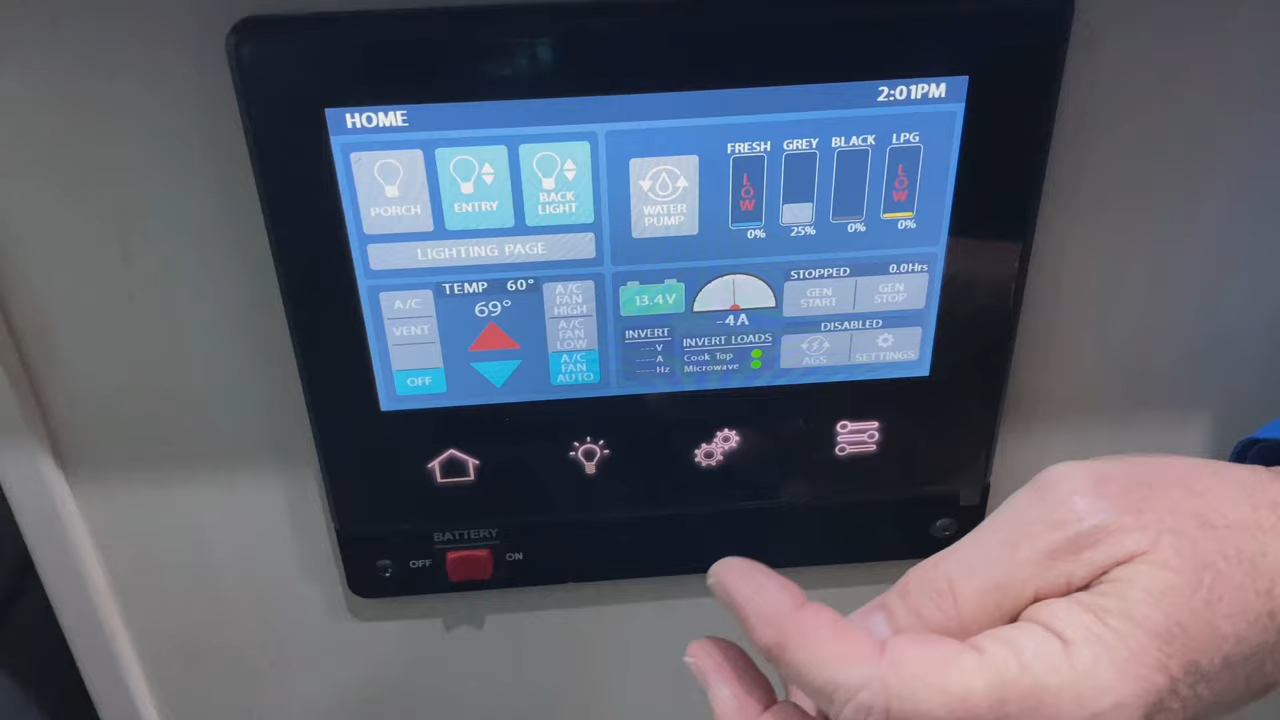 HOME
2:01PM
PORCH
ENTRY
BACK
LIGHT
LIGHTING PAGE
WATER
PUMP
FRESH
GREY
BLACK
LPG
LOW
LOW
0%
25%
0%
0%
A/C
VENT
OFF
TEMP 60°
69°
A/C
FAN
HIGH
A/C
FAN
LOW
A/C
FAN
AUTO
13.4V
-4A
INVERT
---V
---A
---Hz
INVERT LOADS
Cook Top
Microwave
STOPPED 0.0Hrs
GEN
START
GEN
STOP
DISABLED
AGS
SETTINGS
BATTERY
OFF
ON